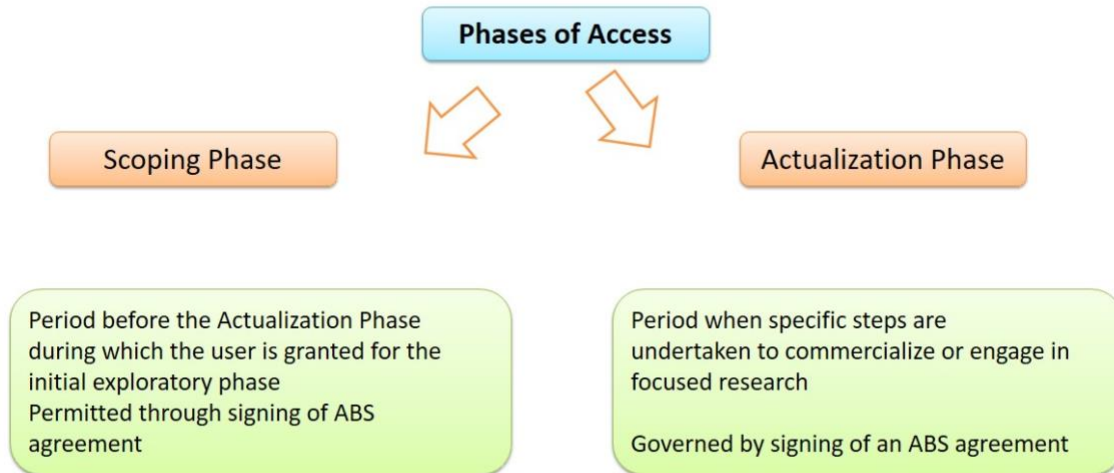 Phases of Access
Scoping Phase
Actualization Phase
Period before the Actualization Phase
during which the user is granted for the
initial exploratory phase
Permitted through signing of ABS
agreement
Period when specific steps are
undertaken to commercialize or engage in
focused research
Governed by signing of an ABS agreement